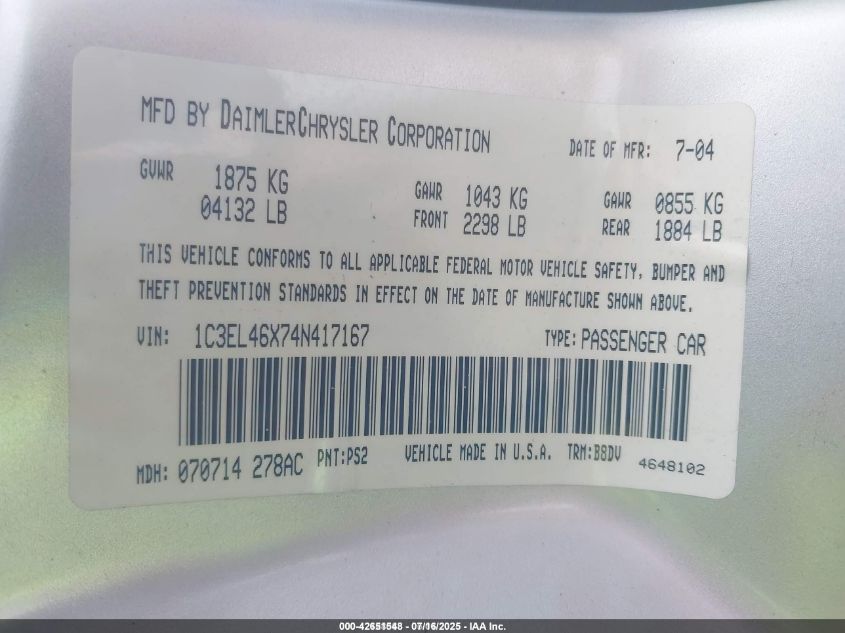 MFD BY DAIMLERCHRYSLER CORPORATION DATE OF MFR: 7-04
GVWR 1875 KG GAWR 1043 KG GAWR 0855 KG
04132 LB FRONT 2298 LB REAR 1884 LB
THIS VEHICLE CONFORMS TO ALL APPLICABLE FEDERAL MOTOR VEHICLE SAFETY, BUMPER AND
THEFT PREVENTION STANDARDS IN EFFECT ON THE DATE OF MANUFACTURE SHOWN ABOVE.
VIN: 1C3EL46X74N417167 TYPE: PASSENGER CAR
MDH: 070714 278AC PNT:PS2 VEHICLE MADE IN U.S.A. TRM:B8DV 4648102
000-42651548 - 07/16/2025 - IAA Inc.